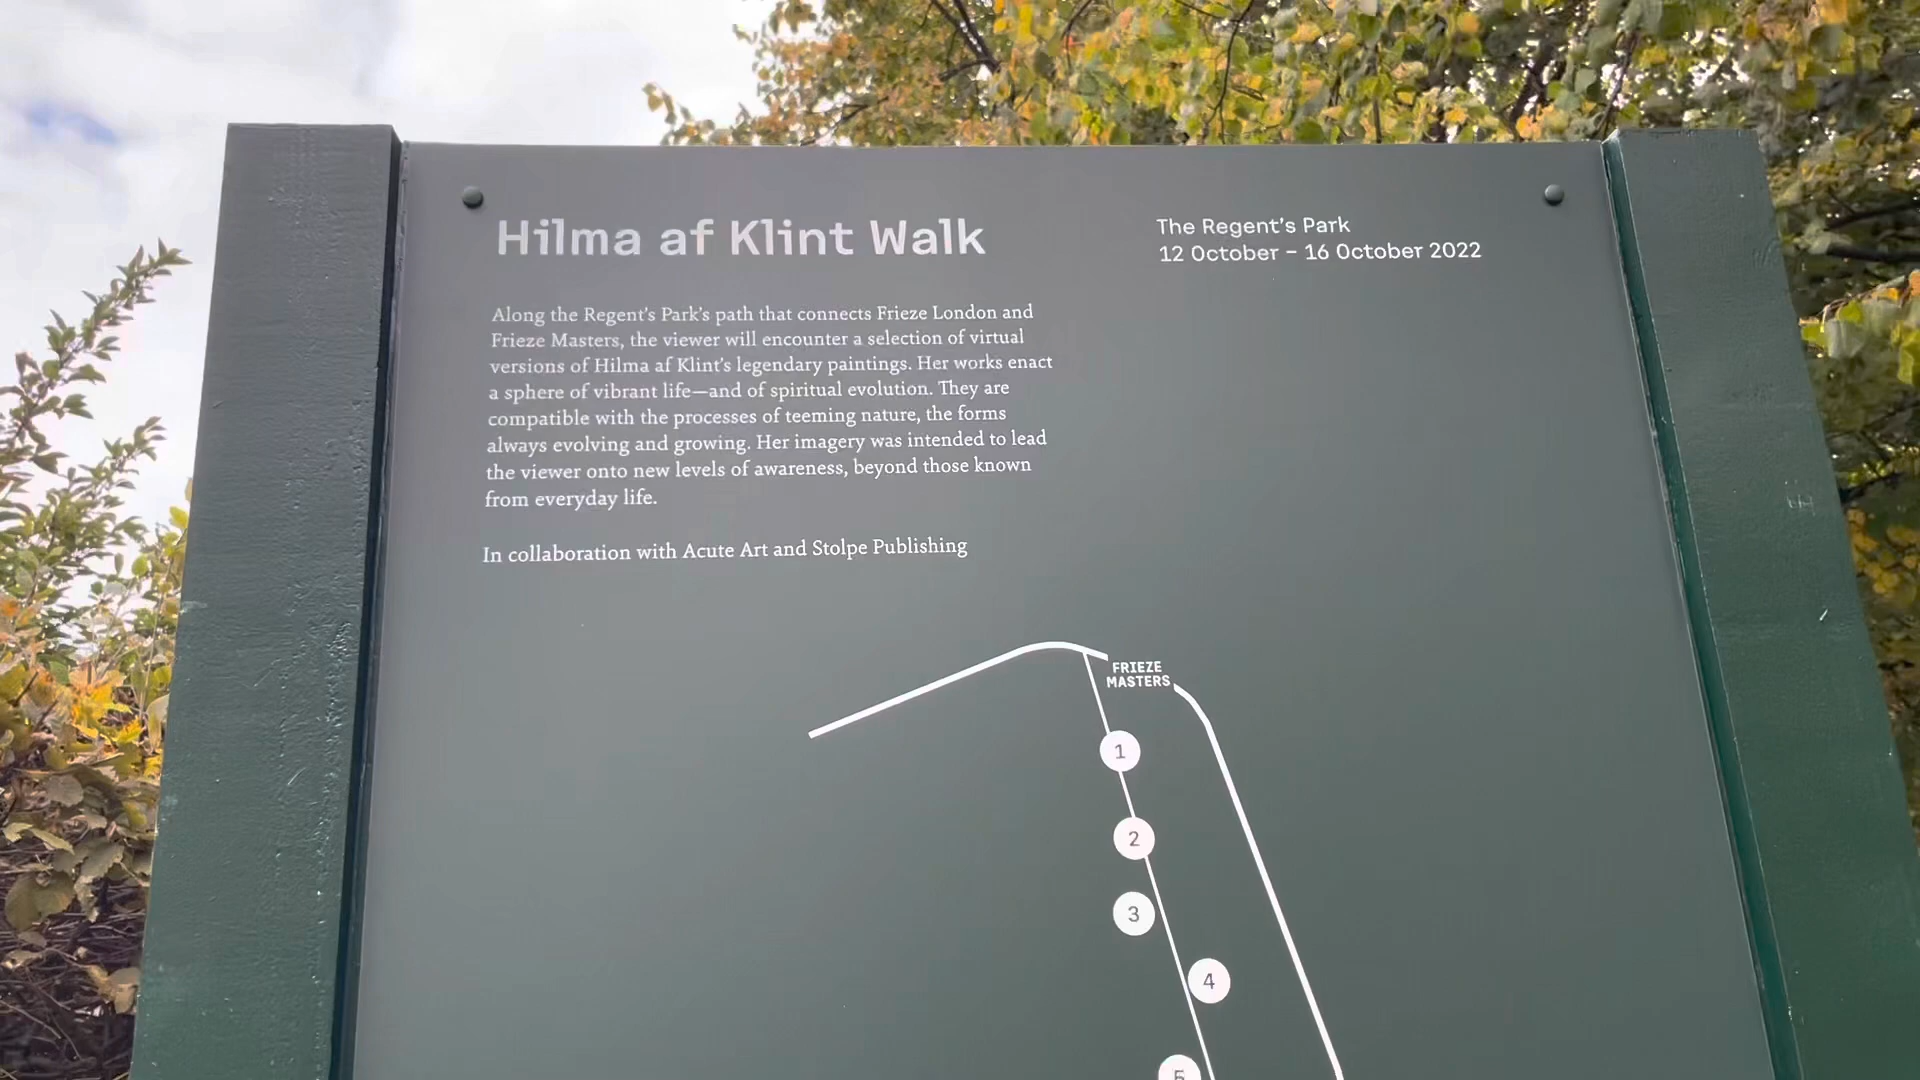 Hilma af Klint Walk
The Regent's Park
12 October – 16 October 2022
Along the Regent's Park's path that connects Frieze London and
Frieze Masters, the viewer will encounter a selection of virtual
versions of Hilma af Klint's legendary paintings. Her works enact
a sphere of vibrant life—and of spiritual evolution. They are
compatible with the processes of teeming nature, the forms
always evolving and growing. Her imagery was intended to lead
the viewer onto new levels of awareness, beyond those known
from everyday life.
In collaboration with Acute Art and Stolpe Publishing
FRIEZE
MASTERS
1
2
3
4
5